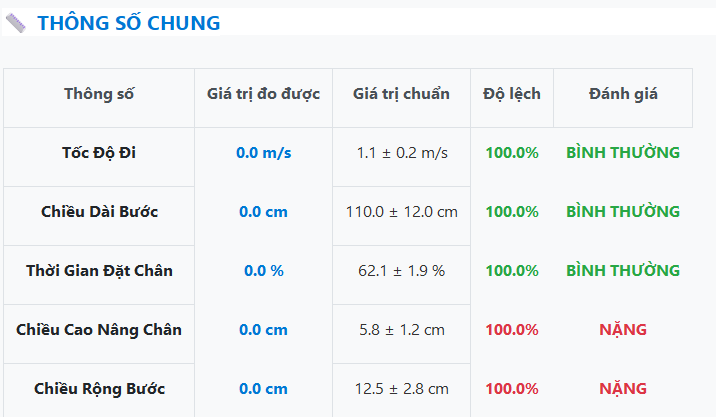 THÔNG SỐ CHUNG
Thông số Giá trị đo được Giá trị chuẩn Độ lệch Đánh giá
Tốc Độ Đi 0.0 m/s 1.1 ± 0.2 m/s 100.0% BÌNH THƯỜNG
Chiều Dài Bước 0.0 cm 110.0 ± 12.0 cm 100.0% BÌNH THƯỜNG
Thời Gian Đặt Chân 0.0 % 62.1 ± 1.9 % 100.0% BÌNH THƯỜNG
Chiều Cao Nâng Chân 0.0 cm 5.8 ± 1.2 cm 100.0% NẶNG
Chiều Rộng Bước 0.0 cm 12.5 ± 2.8 cm 100.0% NẶNG